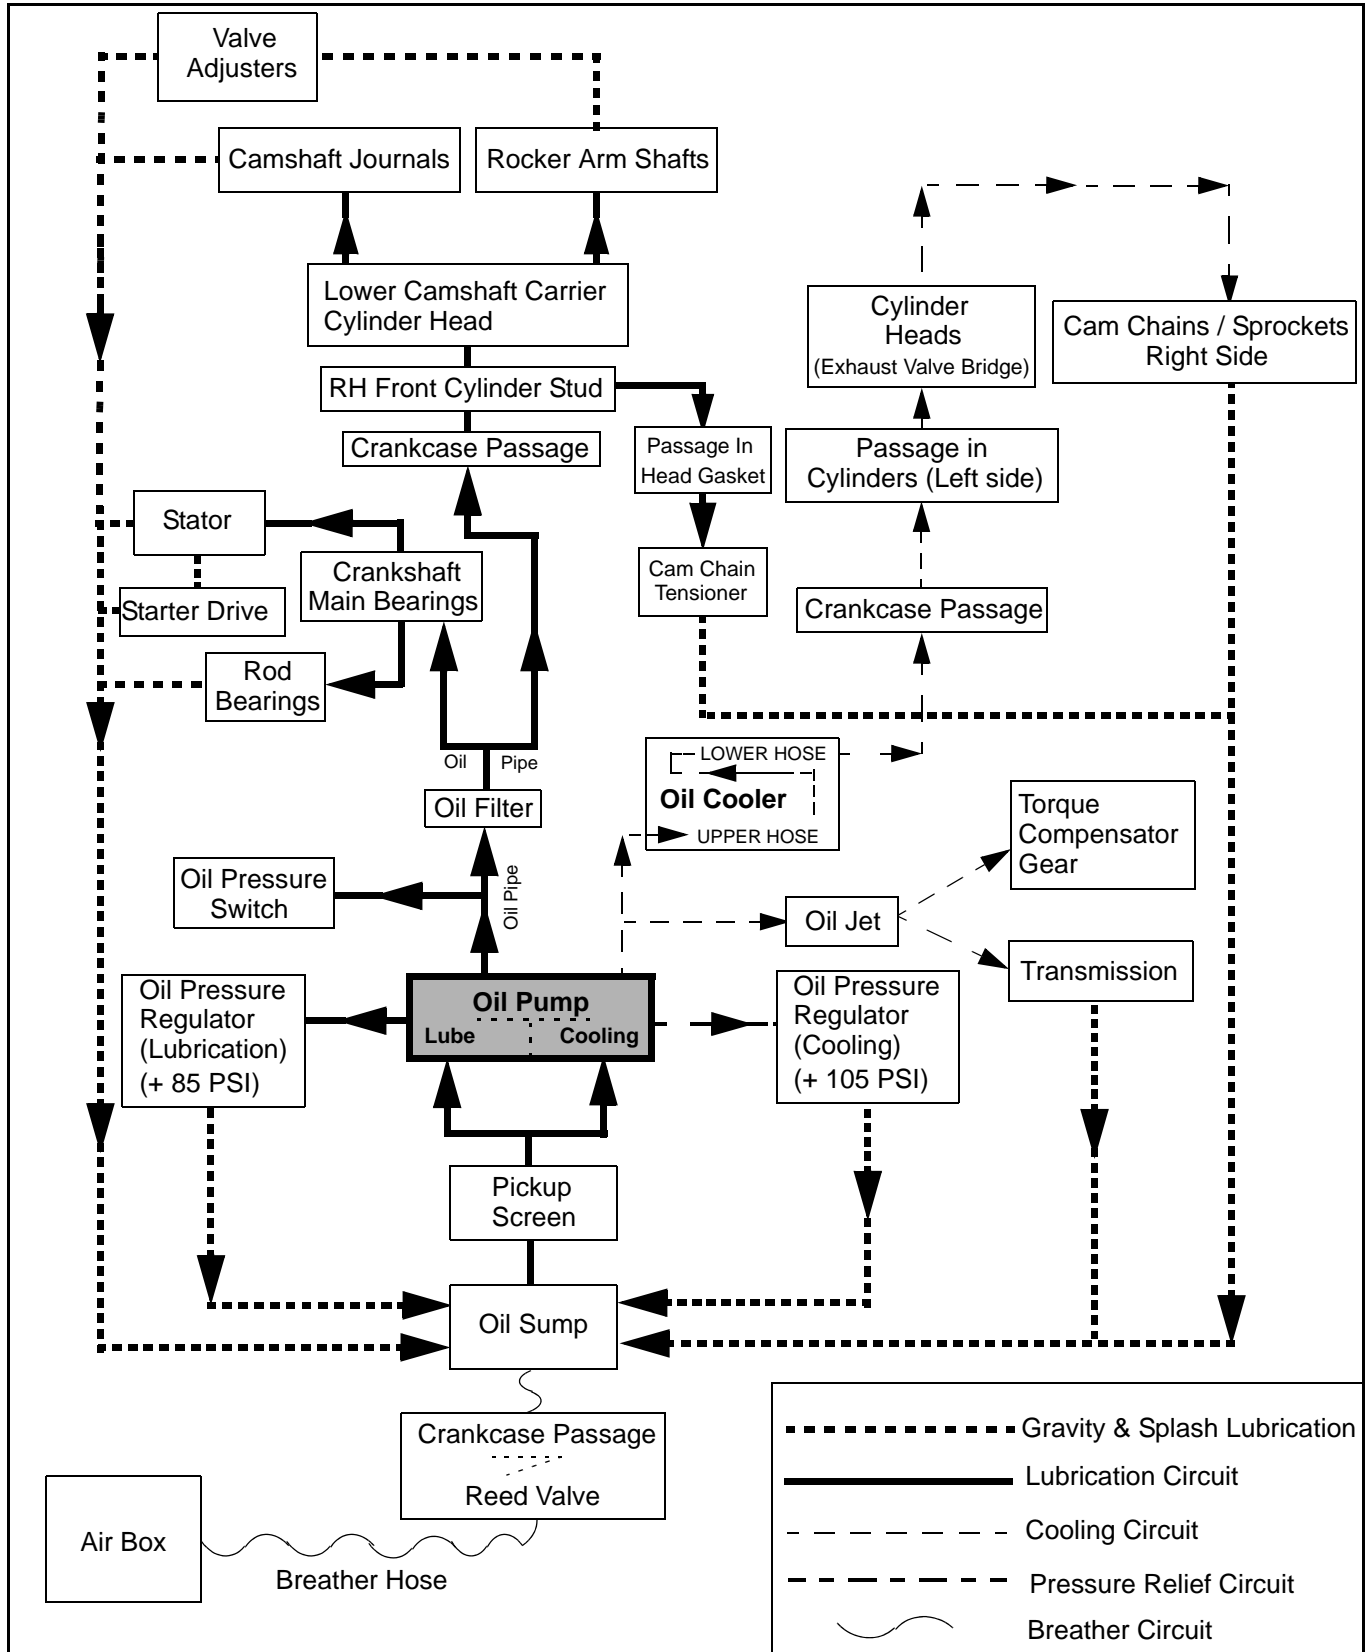 Valve
Adjusters
Camshaft Journals
Rocker Arm Shafts
Lower Camshaft Carrier
Cylinder Head
Cylinder
Heads
(Exhaust Valve Bridge)
Cam Chains / Sprockets
Right Side
RH Front Cylinder Stud
Crankcase Passage
Passage In
Head Gasket
Passage in
Cylinders (Left side)
Stator
Crankshaft
Main Bearings
Cam Chain
Tensioner
Starter Drive
Crankcase Passage
Rod
Bearings
Oil Pipe
LOWER HOSE
Oil Cooler
UPPER HOSE
Oil Filter
Torque
Compensator
Gear
Oil Pressure
Switch
Oil Pipe
Oil Jet
Transmission
Oil Pressure
Regulator
(Lubrication)
(+ 85 PSI)
Oil Pump
Lube Cooling
Oil Pressure
Regulator
(Cooling)
(+ 105 PSI)
Pickup
Screen
Oil Sump
Crankcase Passage
Reed Valve
Air Box
Breather Hose
Gravity & Splash Lubrication
Lubrication Circuit
Cooling Circuit
Pressure Relief Circuit
Breather Circuit